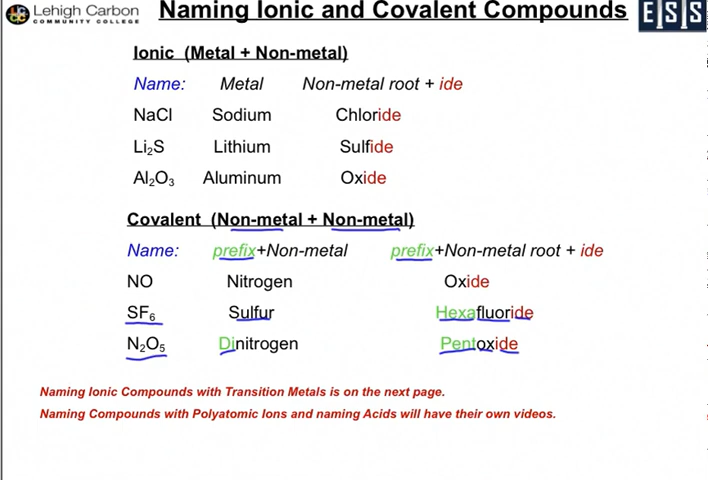 Lehigh Carbon
COMMUNITY COLLEGE
Naming Ionic and Covalent Compounds
ESS
Ionic (Metal + Non-metal)
Name: Metal Non-metal root + ide
NaCl Sodium Chloride
Li₂S Lithium Sulfide
Al₂O₃ Aluminum Oxide
Covalent (Non-metal + Non-metal)
Name: prefix+Non-metal prefix+Non-metal root + ide
NO Nitrogen Oxide
SF₆ Sulfur Hexafluoride
N₂O₅ Dinitrogen Pentoxide
Naming Ionic Compounds with Transition Metals is on the next page.
Naming Compounds with Polyatomic Ions and naming Acids will have their own videos.